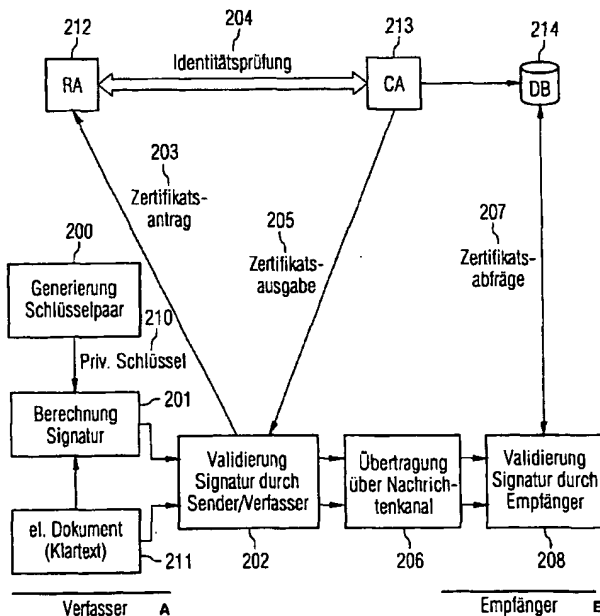 212
204
213
214
RA
Identitätsprüfung
CA
DB
203
Zertifikats-
antrag
205
Zertifikats-
ausgabe
207
Zertifikats-
abfräge
200
Generierung
Schlüsselpaar
210
Priv. Schlüssel
201
Berechnung
Signatur
Validierung
Signatur durch
Sender/Verfasser
Übertragung
über Nachrich-
tenkanal
Validierung
Signatur durch
Empfänger
el. Dokument
(Klartext)
211
202
206
208
Verfasser A
Empfänger E